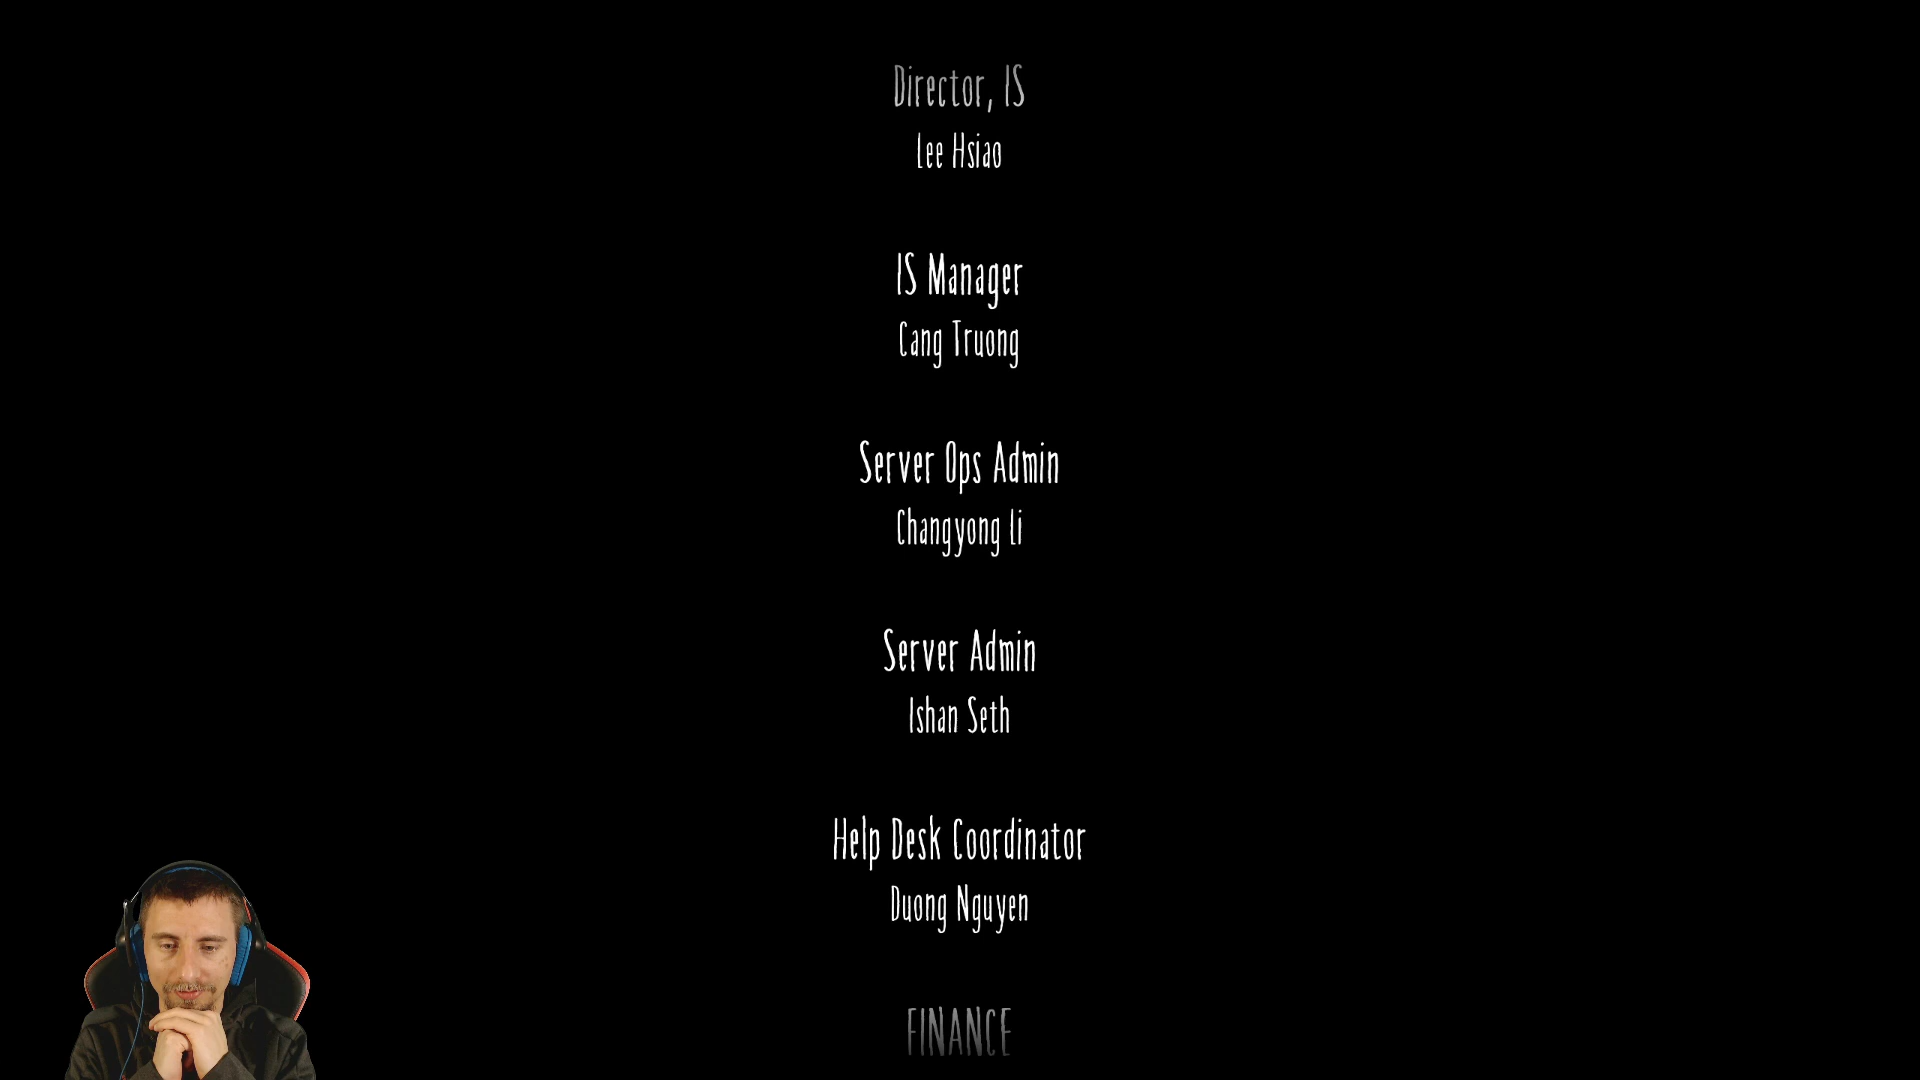 Director, IS
Lee Hsiao
IS Manager
Cang Truong
Server Ops Admin
Changyong Li
Server Admin
Ishan Seth
Help Desk Coordinator
Duong Nguyen
FINANCE